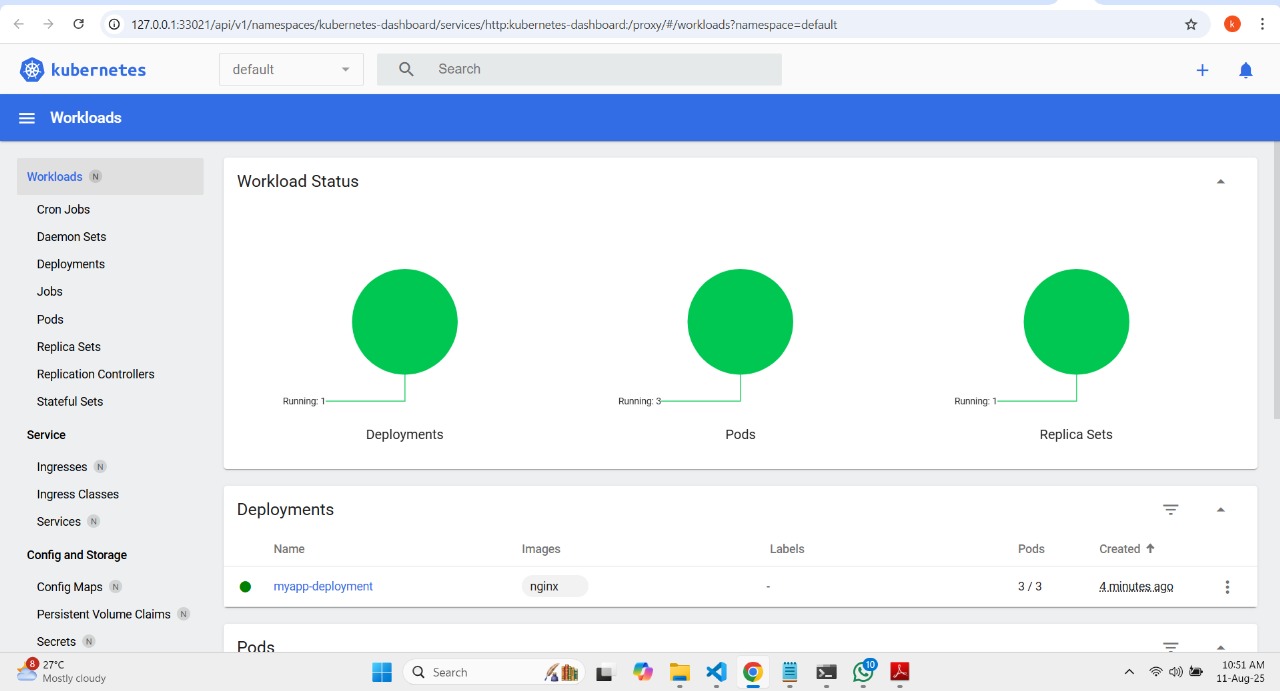 127.0.0.1:33021/api/v1/namespaces/kubernetes-dashboard/services/http:kubernetes-dashboard:/proxy/#/workloads?namespace=default
k
kubernetes
default
Search
Workloads
Workloads N
Cron Jobs
Daemon Sets
Deployments
Jobs
Pods
Replica Sets
Replication Controllers
Stateful Sets
Service
Ingresses N
Ingress Classes
Services N
Config and Storage
Config Maps N
Persistent Volume Claims N
Secrets N
Workload Status
Running: 1
Running: 3
Running: 1
Deployments
Pods
Replica Sets
Deployments
Name Images Labels Pods Created
myapp-deployment nginx - 3 / 3 4 minutes ago
Pods
8
27°C
Mostly cloudy
Search
10
10:51 AM
11-Aug-25